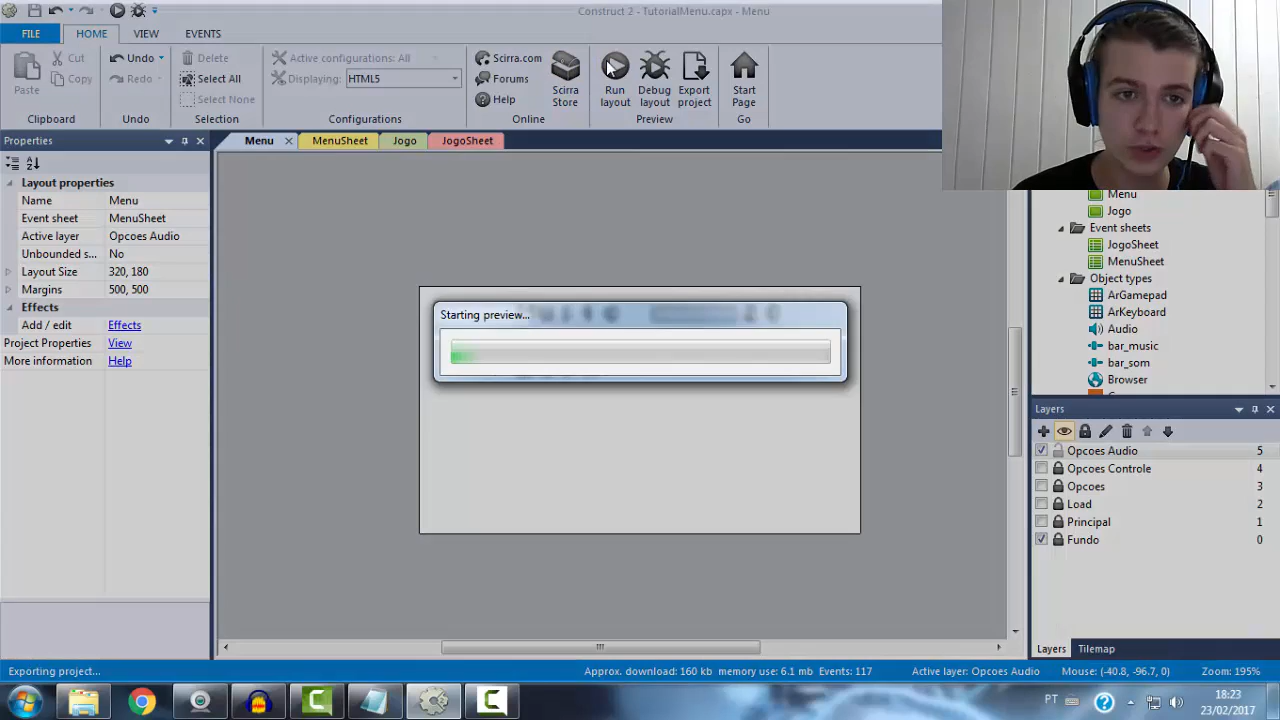 Construct 2 - TutorialMenu.capx - Menu
FILE
HOME
VIEW
EVENTS
Paste
Cut
Copy
Clipboard
Undo
Redo
Undo
Delete
Select All
Select None
Selection
Active configurations: All
Displaying:
HTML5
Configurations
Scirra.com
Forums
Help
Scirra Store
Online
Run layout
Debug layout
Export project
Preview
Start Page
Go
Properties
Menu
MenuSheet
Jogo
JogoSheet
Layout properties
Name Menu
Event sheet MenuSheet
Active layer Opcoes Audio
Unbounded s... No
Layout Size 320, 180
Margins 500, 500
Effects
Add / edit Effects
Project Properties View
More information Help
Starting preview...
Menu
Jogo
Event sheets
JogoSheet
MenuSheet
Object types
ArGamepad
ArKeyboard
Audio
bar_music
bar_som
Browser
Layers
Opcoes Audio 5
Opcoes Controle 4
Opcoes 3
Load 2
Principal 1
Fundo 0
Layers
Tilemap
Exporting project...
Approx. download: 160 kb memory use: 6.1 mb Events: 117
Active layer: Opcoes Audio
Mouse: (-40.8, -96.7, 0)
Zoom: 195%
PT
18:23
23/02/2017